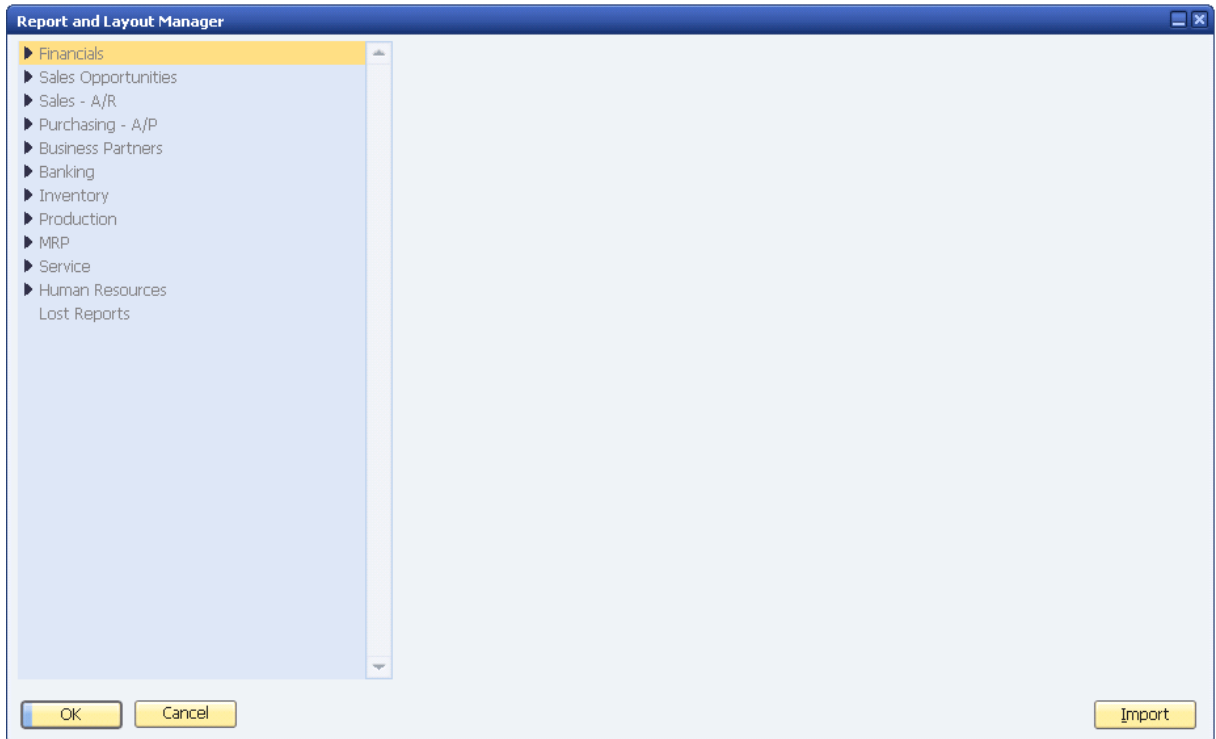 Report and Layout Manager
Financials
Sales Opportunities
Sales - A/R
Purchasing - A/P
Business Partners
Banking
Inventory
Production
MRP
Service
Human Resources
Lost Reports
OK Cancel Import